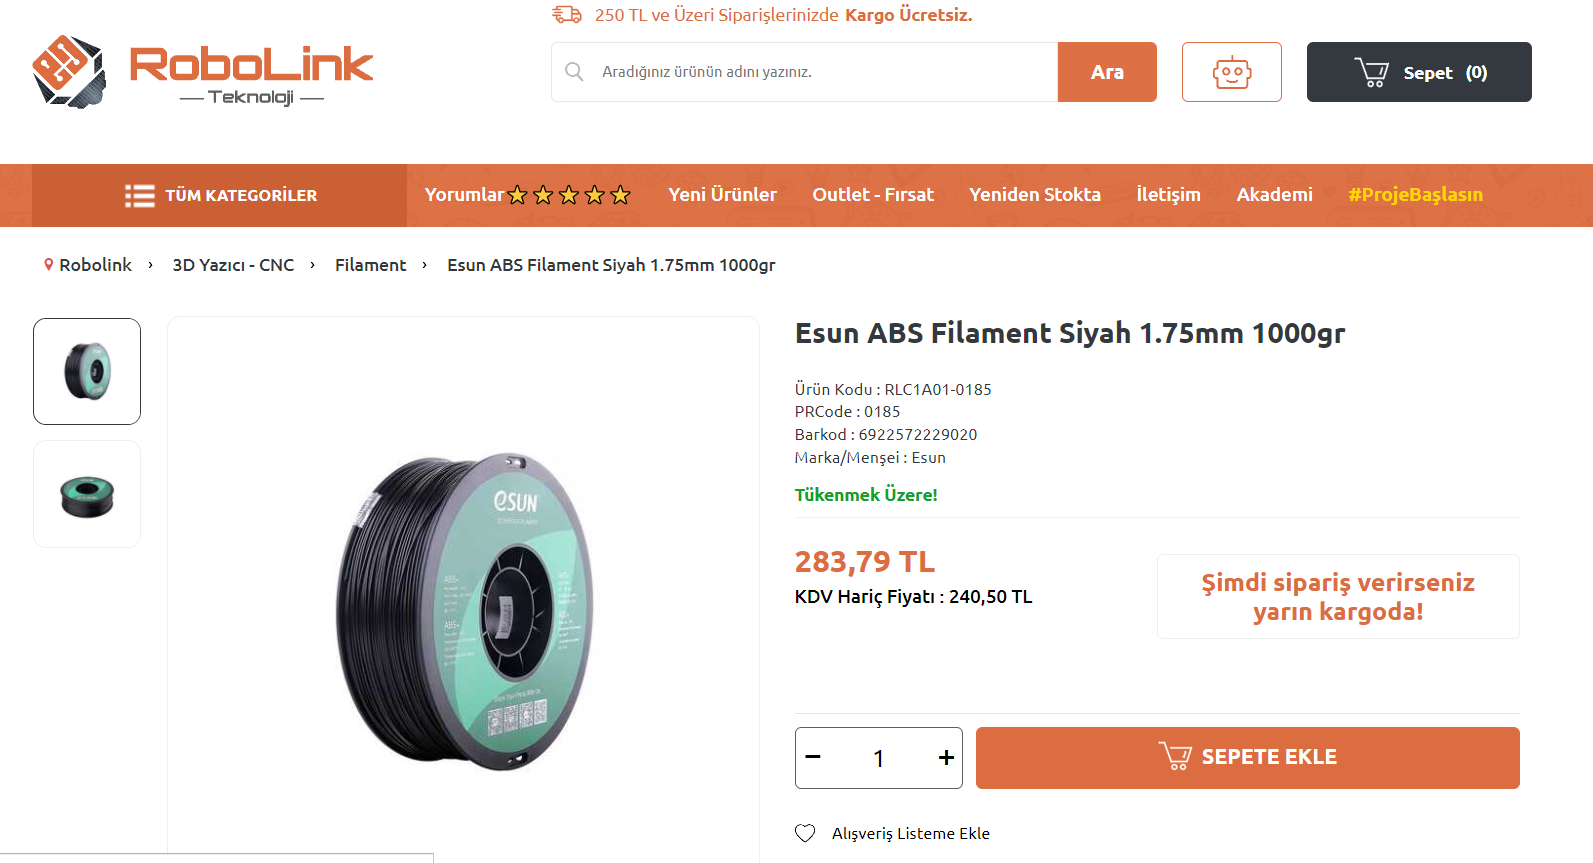 250 TL ve Üzeri Siparişlerinizde Kargo Ücretsiz.
RoboLink
Teknoloji
Aradığınız ürünün adını yazınız.
Ara
Sepet (0)
TÜM KATEGORİLER
Yorumlar
Yeni Ürünler
Outlet - Fırsat
Yeniden Stokta
İletişim
Akademi
#ProjeBaşlasın
Robolink › 3D Yazıcı - CNC › Filament › Esun ABS Filament Siyah 1.75mm 1000gr
Esun ABS Filament Siyah 1.75mm 1000gr
Ürün Kodu : RLC1A01-0185
PRCode : 0185
Barkod : 6922572229020
Marka/Menşei : Esun
Tükenmek Üzere!
283,79 TL
KDV Hariç Fiyatı : 240,50 TL
Şimdi sipariş verirseniz
yarın kargoda!
1
SEPETE EKLE
Alışveriş Listeme Ekle
eSUN
ABS+
ABS+